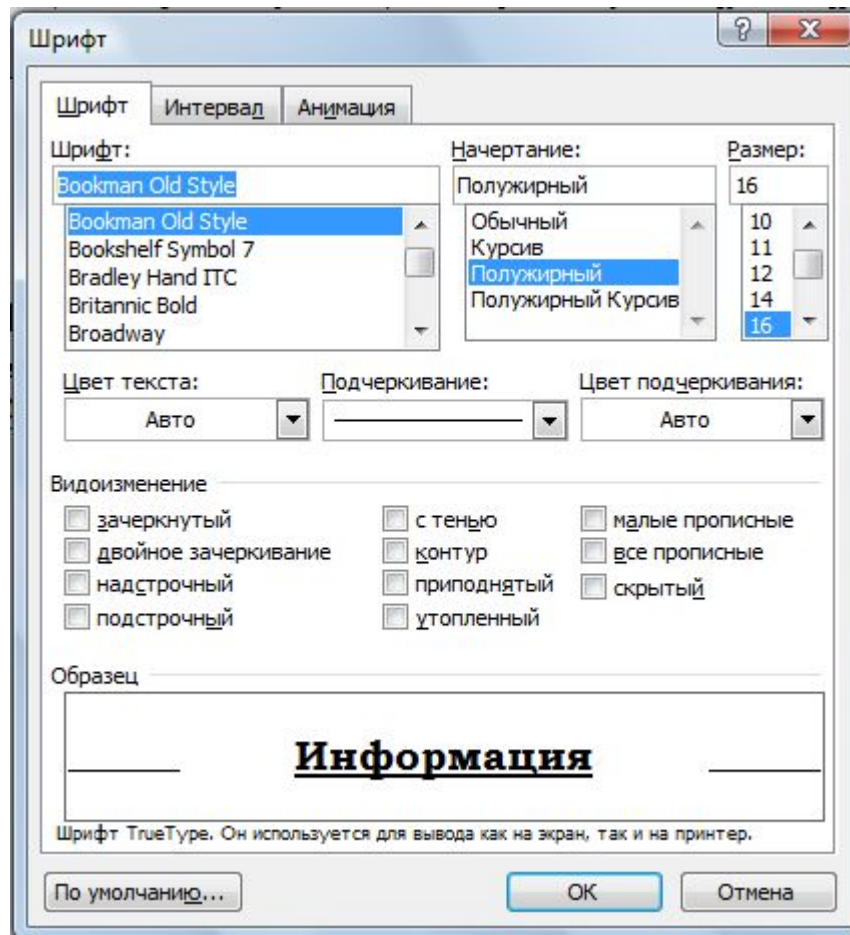 Шрифт
Шрифт Интервал Анимация
Шрифт: Начертание: Размер:
Bookman Old Style Полужирный 16
Bookman Old Style Обычный 10
Bookshelf Symbol 7 Курсив 11
Bradley Hand ITC Полужирный 12
Britannic Bold Полужирный Курсив 14
Broadway 16
Цвет текста: Подчеркивание: Цвет подчеркивания:
Авто Авто
Видоизменение
зачеркнутый с тенью малые прописные
двойное зачеркивание контур все прописные
надстрочный приподнятый скрытый
подстрочный утопленный
Образец
Информация
Шрифт TrueType. Он используется для вывода как на экран, так и на принтер.
По умолчанию... ОК Отмена